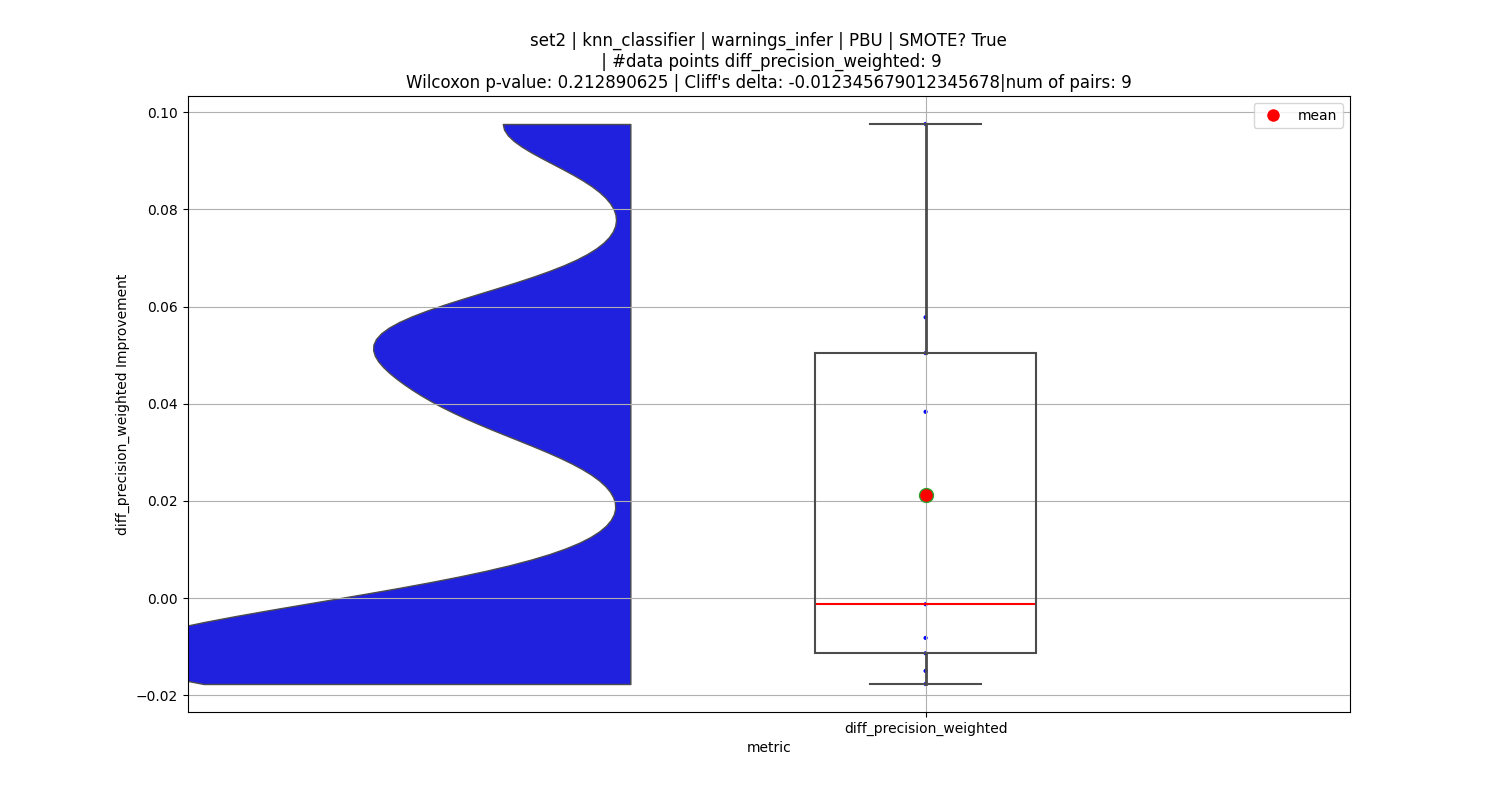 set2 | knn_classifier | warnings_infer | PBU | SMOTE? True
| #data points diff_precision_weighted: 9
Wilcoxon p-value: 0.212890625 | Cliff's delta: -0.012345679012345678|num of pairs: 9
mean
0.10
0.08
0.06
0.04
0.02
0.00
−0.02
diff_precision_weighted Improvement
diff_precision_weighted
metric